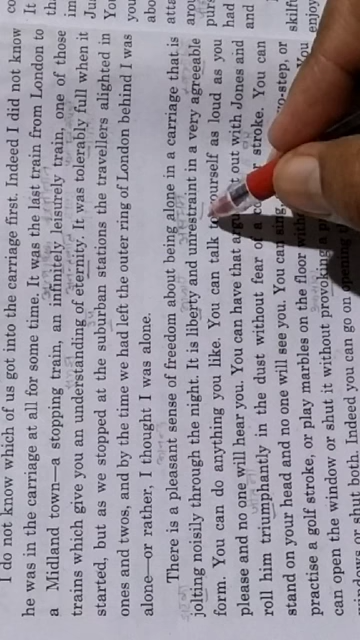 I do not know which of us got into the carriage first. Indeed I did not know
he was in the carriage at all for some time. It was the last train from London to
a Midland town—a stopping train, an infinitely leisurely train, one of those
trains which give you an understanding of eternity. It was tolerably full when it
started, but as we stopped at the suburban stations the travellers alighted in
ones and twos, and by the time we had left the outer ring of London behind I was
alone—or rather, I thought I was alone.
There is a pleasant sense of freedom about being alone in a carriage that is
jolting noisily through the night. It is liberty and unrestraint in a very agreeable
form. You can do anything you like. You can talk to yourself as loud as you
please and no one will hear you. You can have that out with Jones and
roll him triumphantly in the dust without fear of a stroke. You can
stand on your head and no one will see you. You can sing, -step, or
practise a golf stroke, or play marbles on the floor You
can open the window or shut it without provoking a
windows or shut both. Indeed you can go on opening